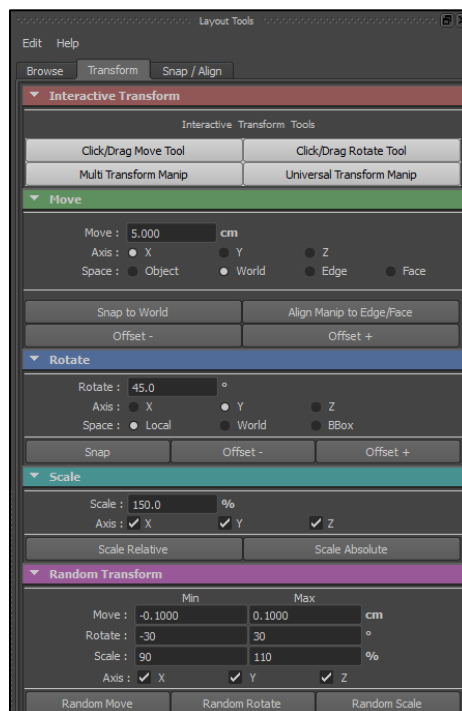 Layout Tools
Edit Help
Browse Transform Snap / Align
Interactive Transform
Interactive Transform Tools
Click/Drag Move Tool Click/Drag Rotate Tool
Multi Transform Manip Universal Transform Manip
Move
Move : 5.000 cm
Axis : X Y Z
Space : Object World Edge Face
Snap to World Align Manip to Edge/Face
Offset - Offset +
Rotate
Rotate : 45.0 °
Axis : X Y Z
Space : Local World BBox
Snap Offset - Offset +
Scale
Scale : 150.0 %
Axis : X Y Z
Scale Relative Scale Absolute
Random Transform
Min Max
Move : -0.1000 0.1000 cm
Rotate : -30 30 °
Scale : 90 110 %
Axis : X Y Z
Random Move Random Rotate Random Scale